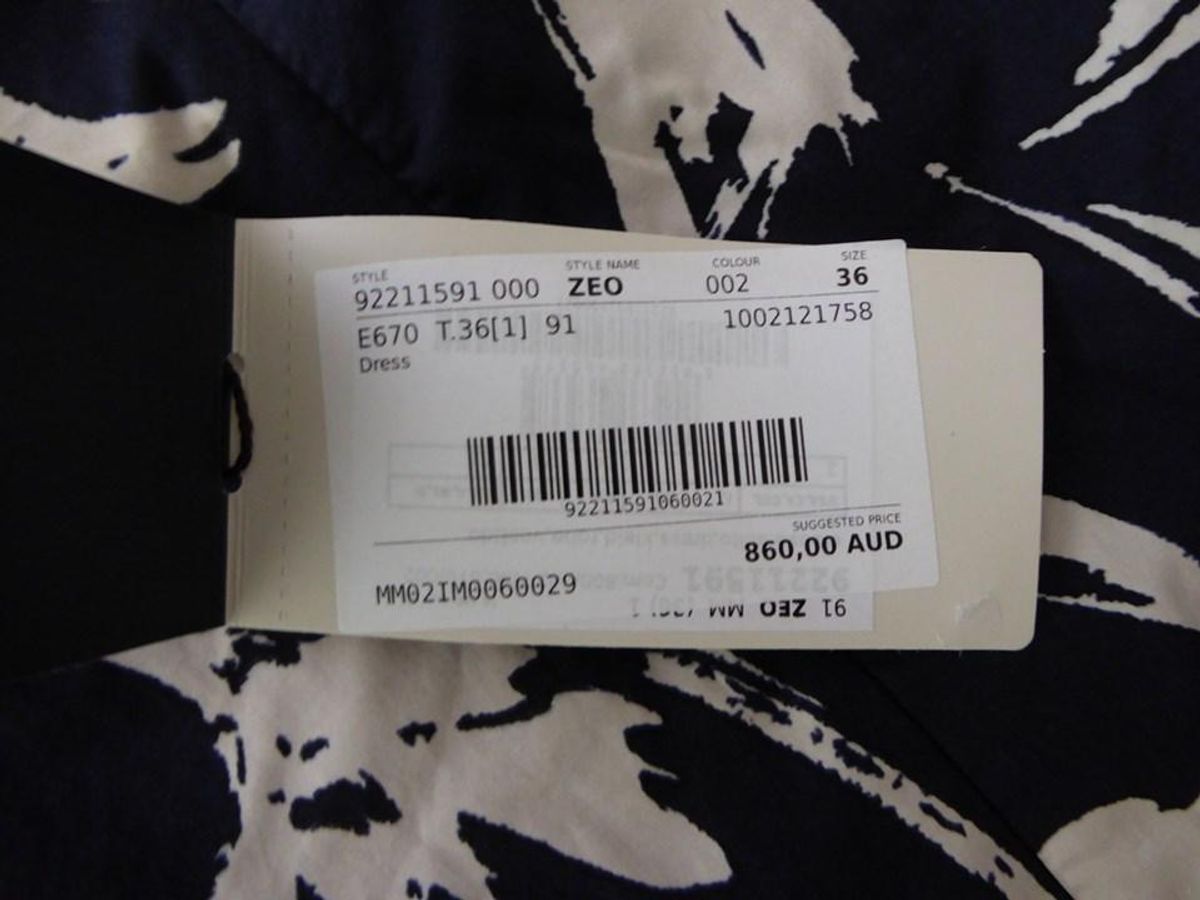 STYLE STYLE NAME COLOUR SIZE
92211591 000 ZEO 002 36
E670 T.36[1] 91 1002121758
Dress
92211591060021
SUGGESTED PRICE
860,00 AUD
MM02IM0060029
91 ZEO MM
92211591